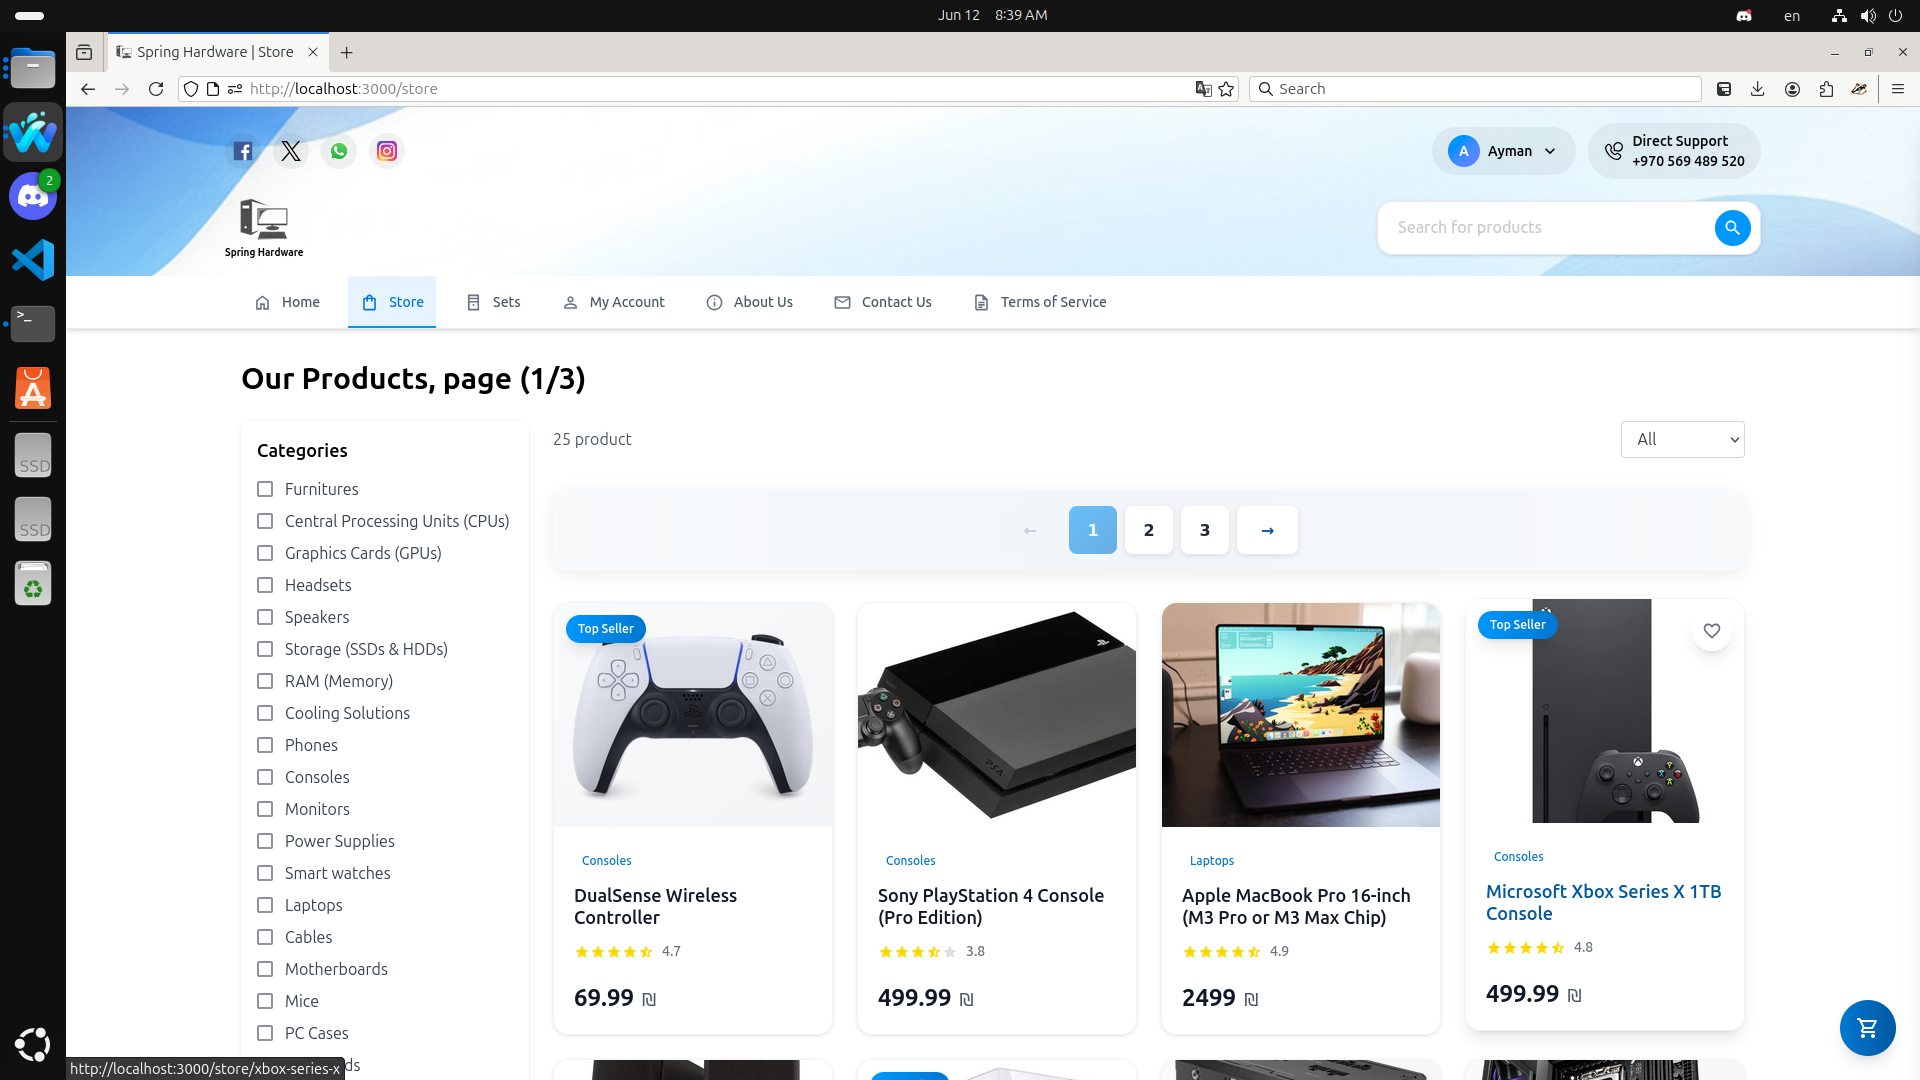 Jun 12 8:39 AM
en
Spring Hardware | Store
http://localhost:3000/store
Search
2
A Ayman
Direct Support
+970 569 489 520
Spring Hardware
Search for products
Home
Store
Sets
My Account
About Us
Contact Us
Terms of Service
Our Products, page (1/3)
Categories
Furnitures
Central Processing Units (CPUs)
Graphics Cards (GPUs)
Headsets
Speakers
Storage (SSDs & HDDs)
RAM (Memory)
Cooling Solutions
Phones
Consoles
Monitors
Power Supplies
Smart watches
Laptops
Cables
Motherboards
Mice
PC Cases
25 product
All
← 1 2 3 →
Top Seller
Consoles
DualSense Wireless
Controller
4.7
69.99 ₪
PS4
Consoles
Sony PlayStation 4 Console
(Pro Edition)
3.8
499.99 ₪
Laptops
Apple MacBook Pro 16-inch
(M3 Pro or M3 Max Chip)
4.9
2499 ₪
Top Seller
Consoles
Microsoft Xbox Series X 1TB
Console
4.8
499.99 ₪
SSD
SSD
http://localhost:3000/store/xbox-series-x